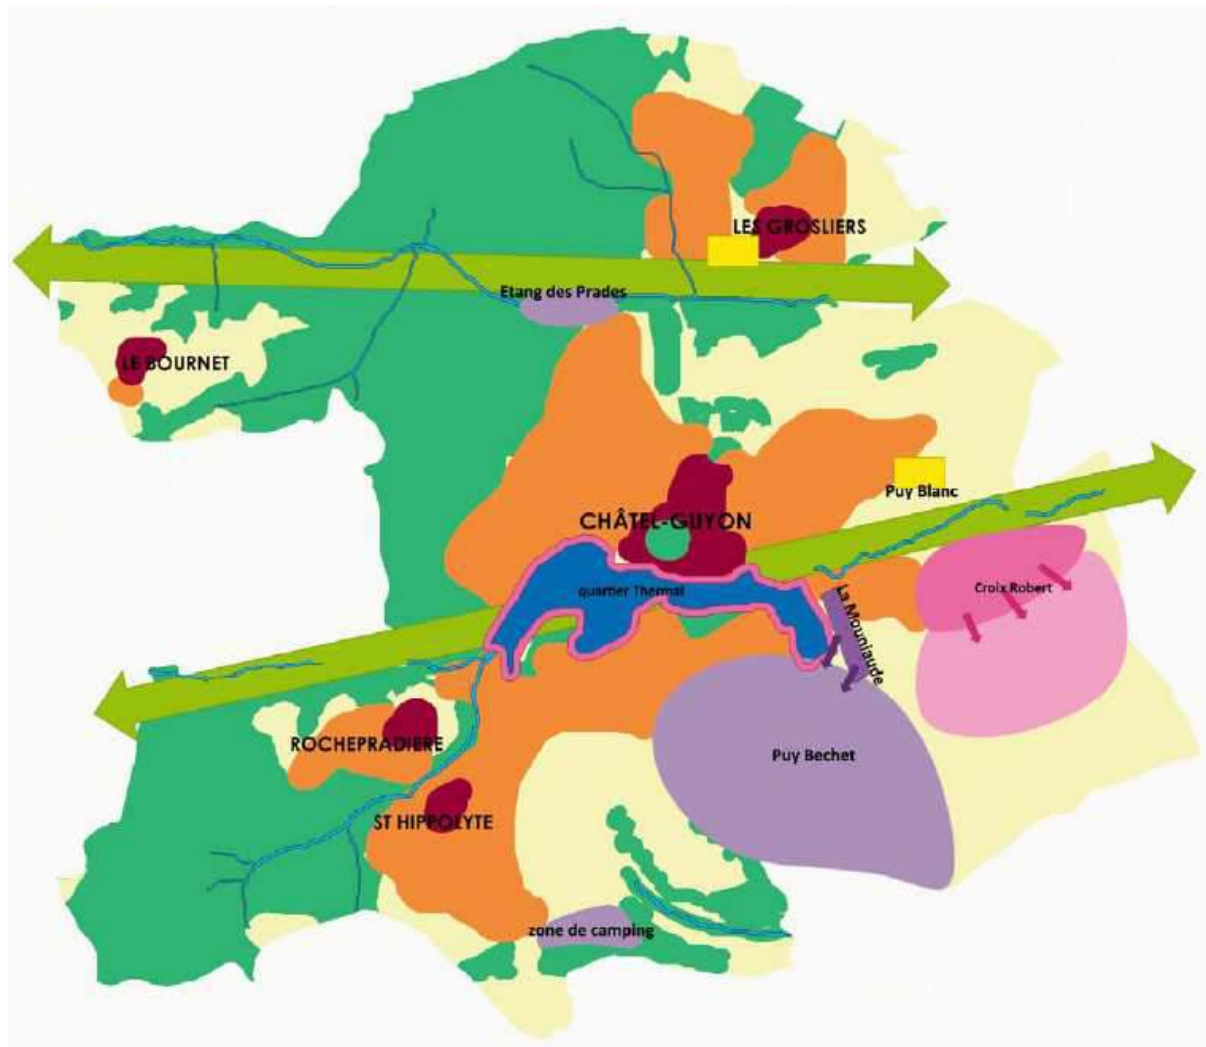 LES GROSLIERS
Etang des Prades
LE BOURNET
Puy Blanc
CHÂTEL-GUYON
quartier Thermal
Croix Robert
La Mouniaude
ROCHEPRADIERE
Puy Bechet
ST HIPPOLYTE
zone de camping